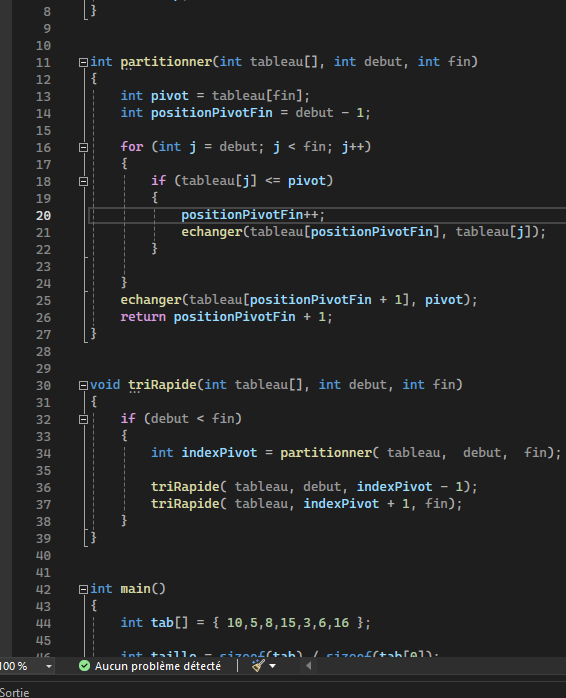 8 }
9
10
11 int partitionner(int tableau[], int debut, int fin)
12 {
13 int pivot = tableau[fin];
14 int positionPivotFin = debut - 1;
15
16 for (int j = debut; j < fin; j++)
17 {
18 if (tableau[j] <= pivot)
19 {
20 positionPivotFin++;
21 echanger(tableau[positionPivotFin], tableau[j]);
22 }
23
24 }
25 echanger(tableau[positionPivotFin + 1], pivot);
26 return positionPivotFin + 1;
27 }
28
29
30 void triRapide(int tableau[], int debut, int fin)
31 {
32 if (debut < fin)
33 {
34 int indexPivot = partitionner( tableau, debut, fin);
35
36 triRapide( tableau, debut, indexPivot - 1);
37 triRapide( tableau, indexPivot + 1, fin);
38 }
39 }
40
41
42 int main()
43 {
44 int tab[] = { 10,5,8,15,3,6,16 };
45
46 int taille = sizeof(tab) / sizeof(tab[0]);
100 % Aucun problème détecté
Sortie